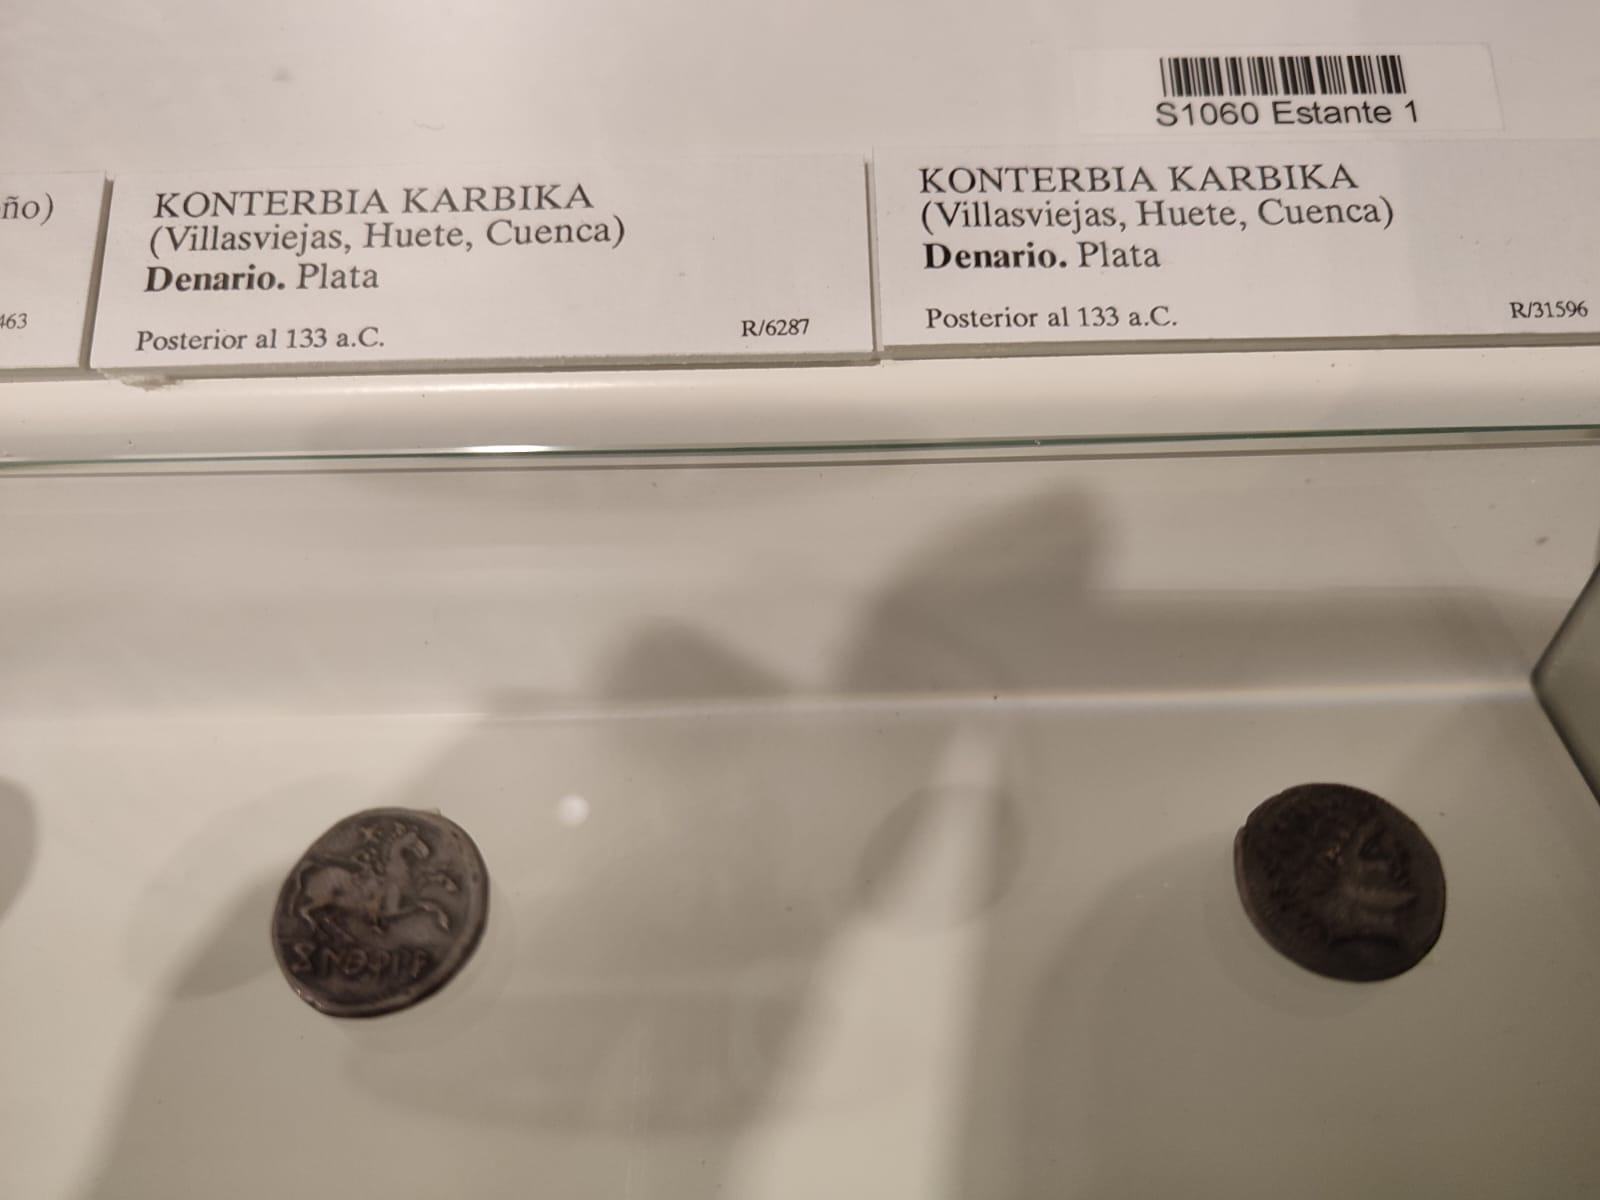 S1060 Estante 1
ño)
463
KONTERBIA KARBIKA
(Villasviejas, Huete, Cuenca)
Denario. Plata
Posterior al 133 a.C.
R/6287
KONTERBIA KARBIKA
(Villasviejas, Huete, Cuenca)
Denario. Plata
Posterior al 133 a.C.
R/31596